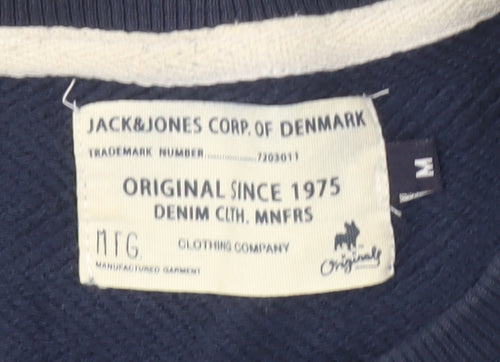 JACK&JONES CORP. OF DENMARK
TRADEMARK NUMBER..................7203011
ORIGINAL SINCE 1975
DENIM CLTH. MNFRS
MFG. CLOTHING COMPANY
MANUFACTURED GARMENT
Originals
M